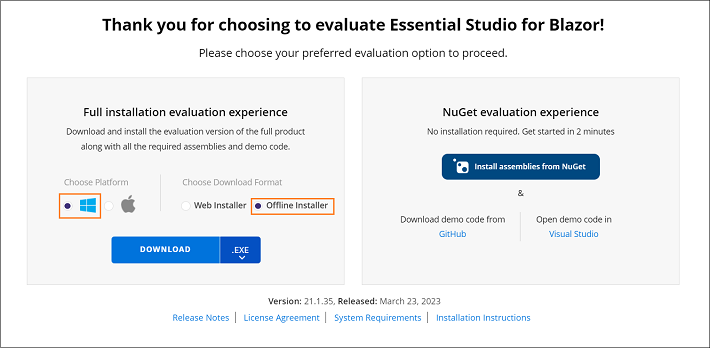 Thank you for choosing to evaluate Essential Studio for Blazor!
Please choose your preferred evaluation option to proceed.
Full installation evaluation experience
Download and install the evaluation version of the full product
along with all the required assemblies and demo code.
Choose Platform
Choose Download Format
Web Installer
Offline Installer
DOWNLOAD
.EXE
NuGet evaluation experience
No installation required. Get started in 2 minutes
Install assemblies from NuGet
&
Download demo code from
GitHub
Open demo code in
Visual Studio
Version: 21.1.35, Released: March 23, 2023
Release Notes | License Agreement | System Requirements | Installation Instructions